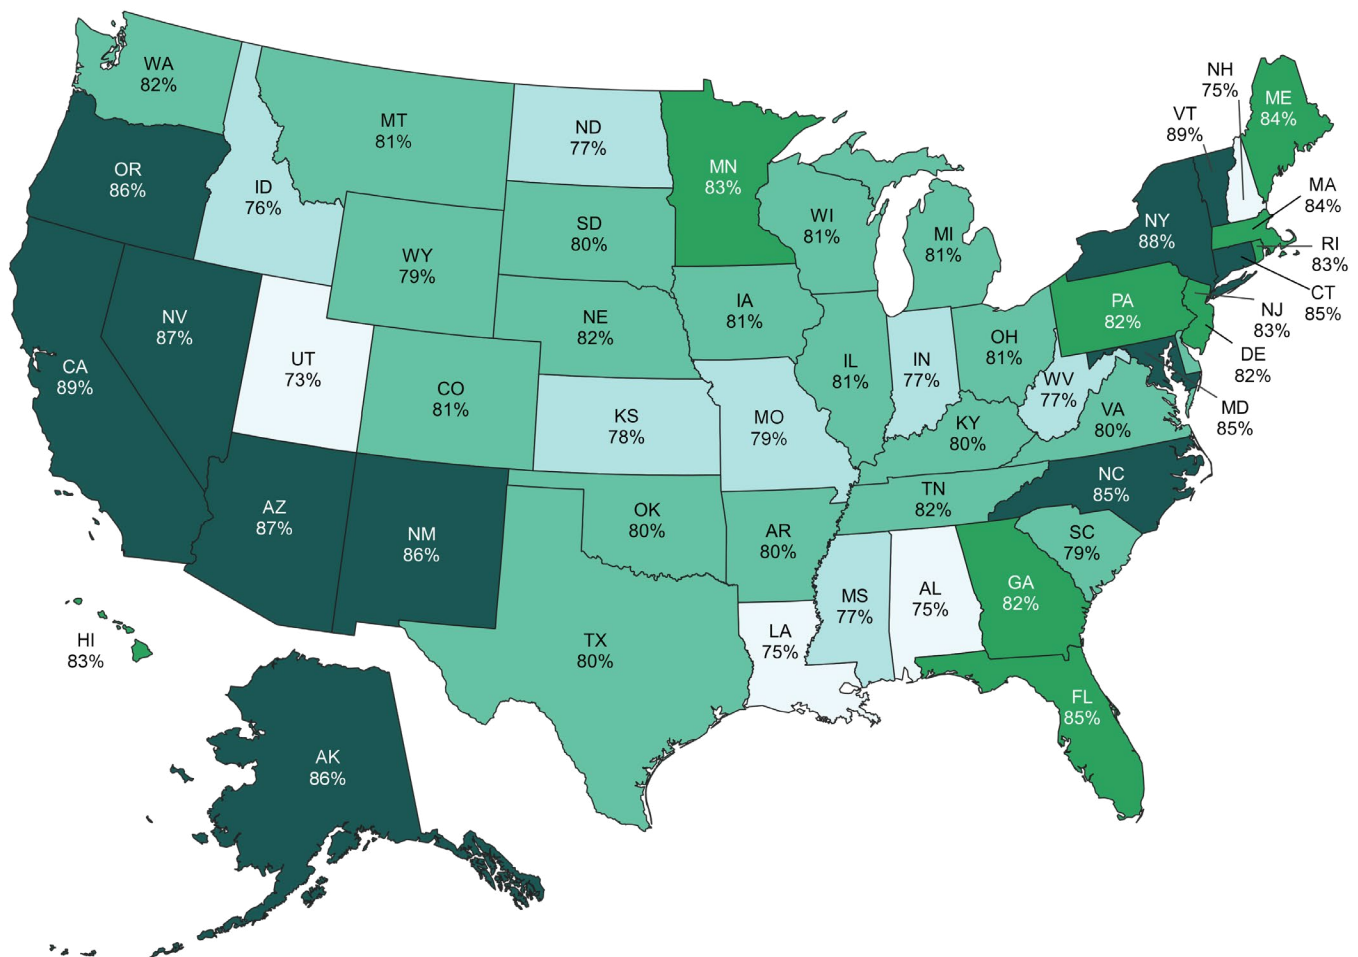 WA
82%
OR
86%
CA
89%
NV
87%
ID
76%
MT
81%
WY
79%
UT
73%
CO
81%
AZ
87%
NM
86%
ND
77%
SD
80%
NE
82%
KS
78%
OK
80%
TX
80%
MN
83%
IA
81%
MO
79%
AR
80%
LA
75%
WI
81%
IL
81%
MI
81%
IN
77%
OH
81%
KY
80%
TN
82%
MS
77%
AL
75%
GA
82%
FL
85%
SC
79%
NC
85%
VA
80%
WV
77%
PA
82%
NY
88%
VT
89%
NH
75%
ME
84%
MA
84%
RI
83%
CT
85%
NJ
83%
DE
82%
MD
85%
HI
83%
AK
86%